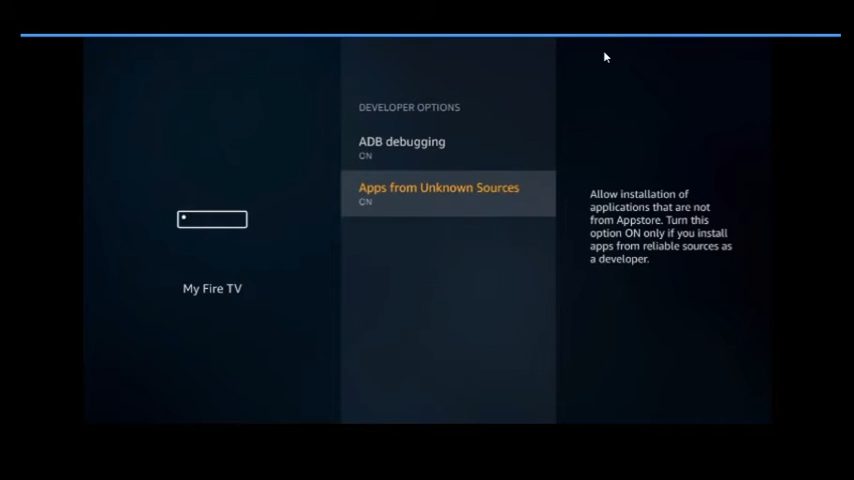 DEVELOPER OPTIONS
ADB debugging
ON
Apps from Unknown Sources
ON
My Fire TV
Allow installation of
applications that are not
from Appstore. Turn this
option ON only if you install
apps from reliable sources as
a developer.